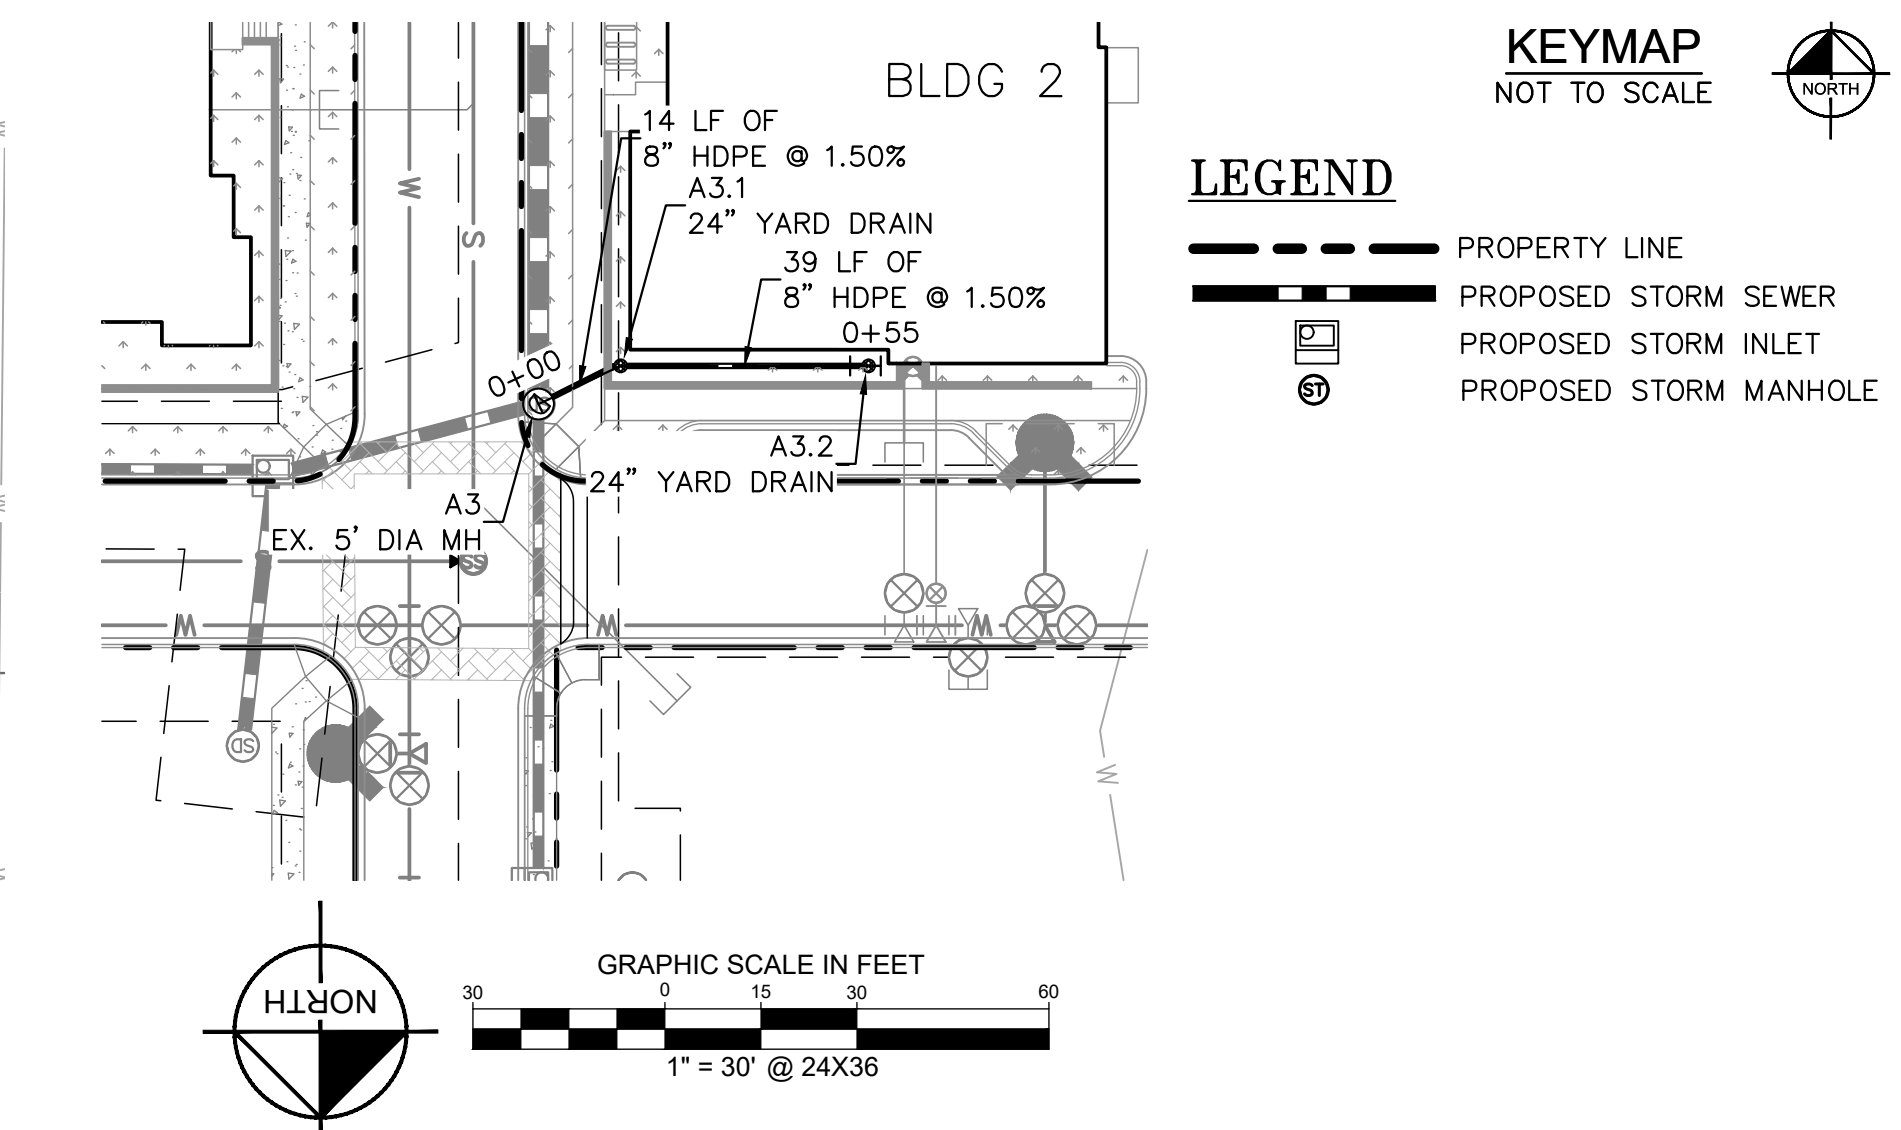 KEYMAP
NOT TO SCALE
NORTH
LEGEND
PROPERTY LINE
PROPOSED STORM SEWER
PROPOSED STORM INLET
ST
PROPOSED STORM MANHOLE
BLDG 2
14 LF OF
8” HDPE @ 1.50%
A3.1
24” YARD DRAIN
39 LF OF
8” HDPE @ 1.50%
0+55
0+00
W
S
A3.2
24” YARD DRAIN
A3
EX. 5’ DIA MH
SS
W
W
W
SD
W
NORTH
GRAPHIC SCALE IN FEET
30 0 15 30 60
1" = 30' @ 24X36